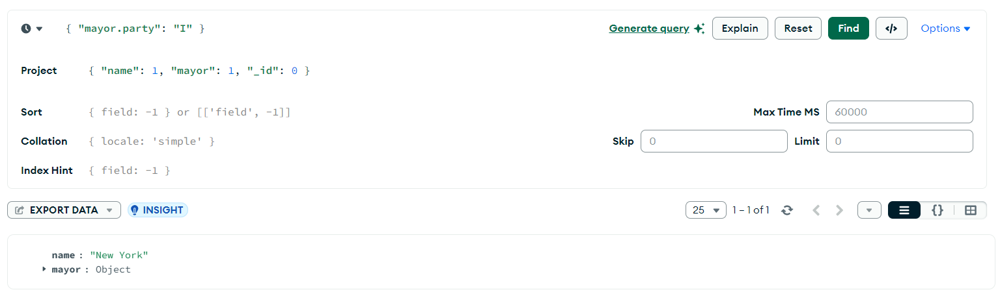 { "mayor.party": "I" } Generate query Explain Reset Find </> Options
Project { "name": 1, "mayor": 1, "_id": 0 }
Sort { field: -1 } or [['field', -1]] Max Time MS 60000
Collation { locale: 'simple' } Skip 0 Limit 0
Index Hint { field: -1 }
EXPORT DATA INSIGHT 25 1 – 1 of 1 {}
name : "New York"
mayor : Object